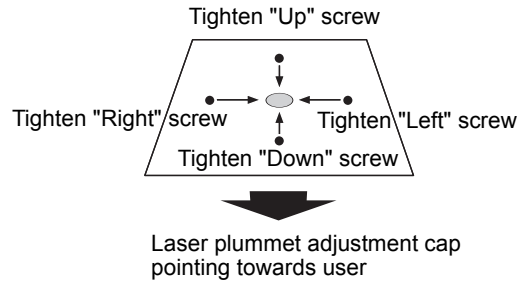 Tighten "Up" screw
Tighten "Right" screw
Tighten "Left" screw
Tighten "Down" screw
Laser plummet adjustment cap
pointing towards user